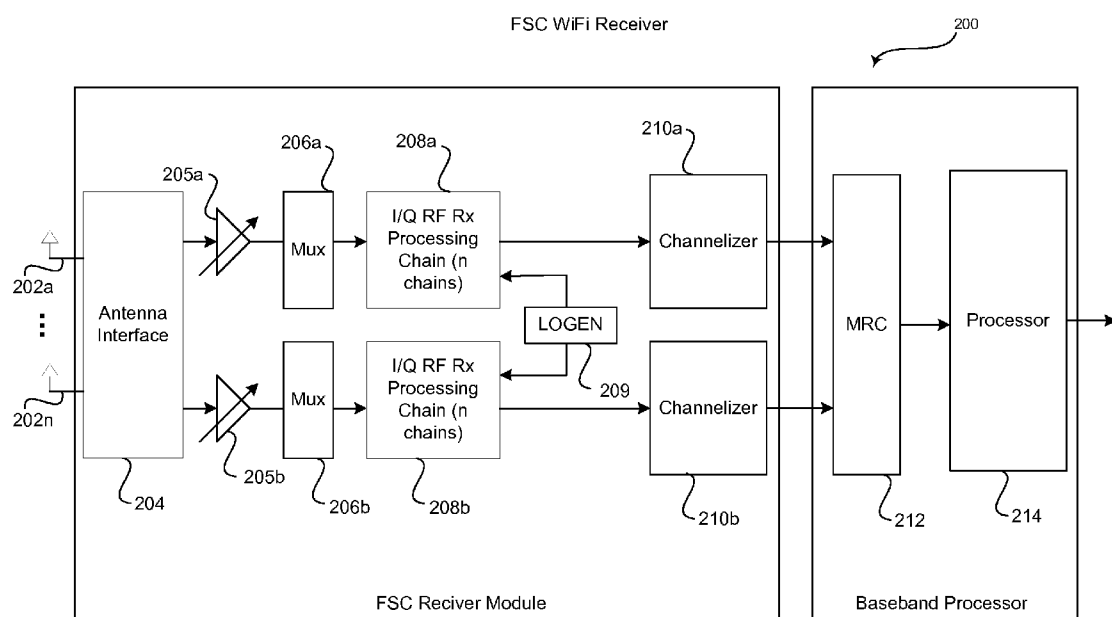 FSC WiFi Receiver
200
210a
206a
208a
205a
I/Q RF Rx
Processing
Chain (n
chains)
Mux
Channelizer
202a
...
Antenna
Interface
LOGEN
MRC
Processor
I/Q RF Rx
Processing
Chain (n
chains)
209
Mux
Channelizer
202n
205b
204
206b
208b
210b
212
214
FSC Reciver Module
Baseband Processor